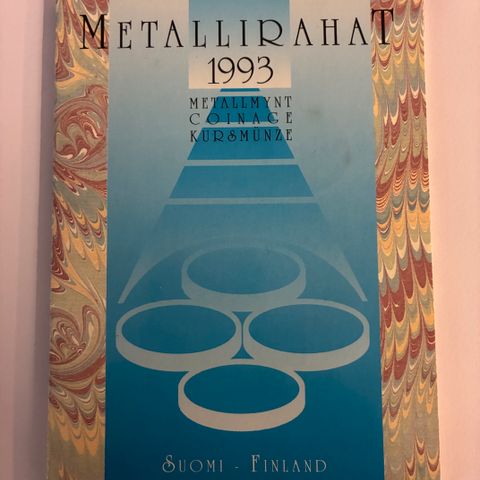 METALLIRAHAT
1993
METALLMYNT
COINAGE
KURSMÜNZE
SUOMI - FINLAND